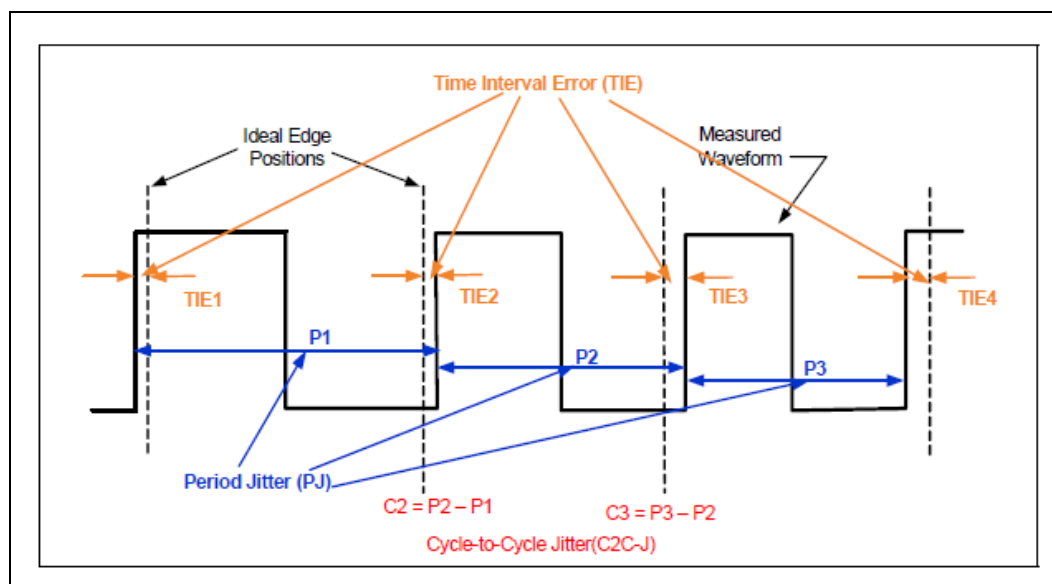 Time Interval Error (TIE)
Ideal Edge
Positions
Measured
Waveform
TIE1
TIE2
TIE3
TIE4
P1
P2
P3
Period Jitter (PJ)
C2 = P2 – P1
C3 = P3 – P2
Cycle-to-Cycle Jitter(C2C-J)